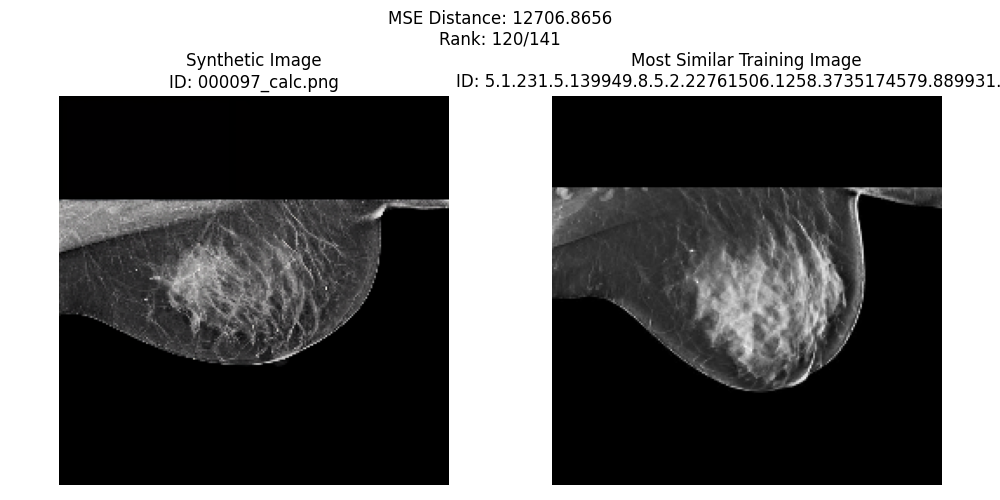 MSE Distance: 12706.8656
Rank: 120/141
Synthetic Image
ID: 000097_calc.png
Most Similar Training Image
ID: 5.1.231.5.139949.8.5.2.22761506.1258.3735174579.889931.